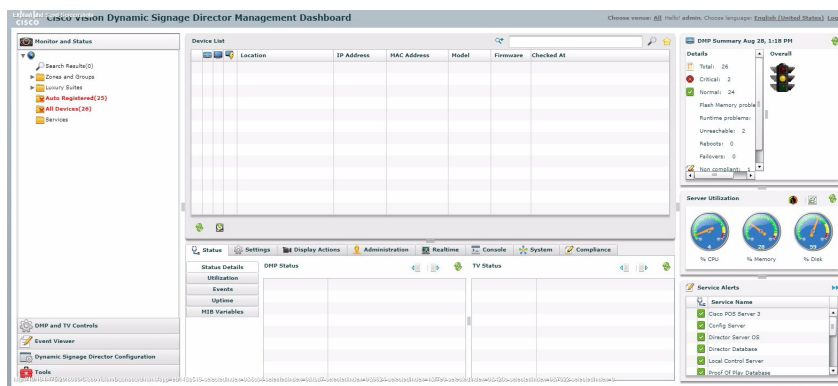 CISCO Cisco Vision Dynamic Signage Director Management Dashboard
Choose venue: All Hello! admin. Choose language: English (United States) Log
Monitor and Status
Search Results(0)
Zones and Groups
Luxury Suites
Auto Registered(25)
All Devices(26)
Services
DMP and TV Controls
Event Viewer
Dynamic Signage Director Configuration
Tools
Device List
Location IP Address MAC Address Model Firmware Checked At
Status Settings Display Actions Administration Realtime Console System Compliance
Status Details
Utilization
Events
Uptime
MIB Variables
DMP Status
TV Status
DMP Summary Aug 28, 1:18 PM
Details Overall
Total: 26
Critical: 2
Normal: 24
Flash Memory proble
Runtime problems:
Unreachable: 2
Reboots: 0
Failovers: 0
Non compliant: 1
Server Utilization
4 28 59
% CPU % Memory % Disk
Service Alerts
Service Name
Cisco POS Server 3
Config Server
Director Server OS
Director Database
Local Control Server
Proof Of Play Database